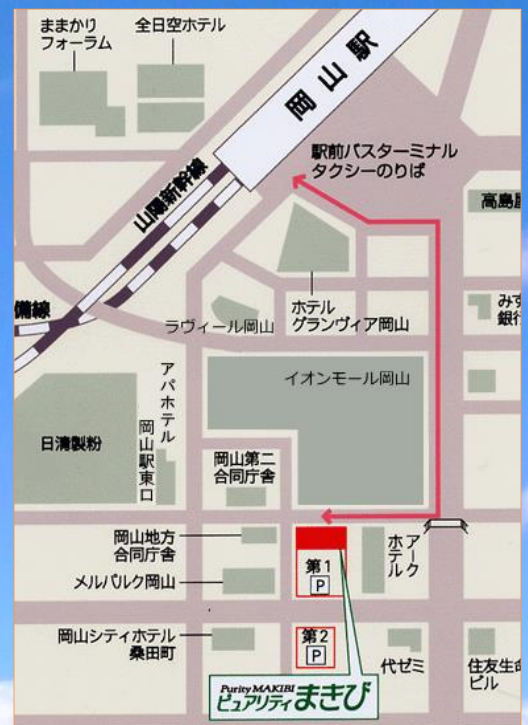 ままかり
フォーラム
全日空ホテル
岡山駅
山陽新幹線
駅前バスターミナル
タクシーのりば
高島屋
備線
ホテル
グランヴィア岡山
ラヴィール岡山
みず
銀行
イオンモール岡山
アパホテル
岡山駅東口
日清製粉
岡山第二
合同庁舎
岡山地方
合同庁舎
アーク
ホテル
第1
P
メルパルク岡山
岡山シティホテル
桑田町
第2
P
代ゼミ
住友生命
ビル
Purity MAKIBI
ピュアリティまきび